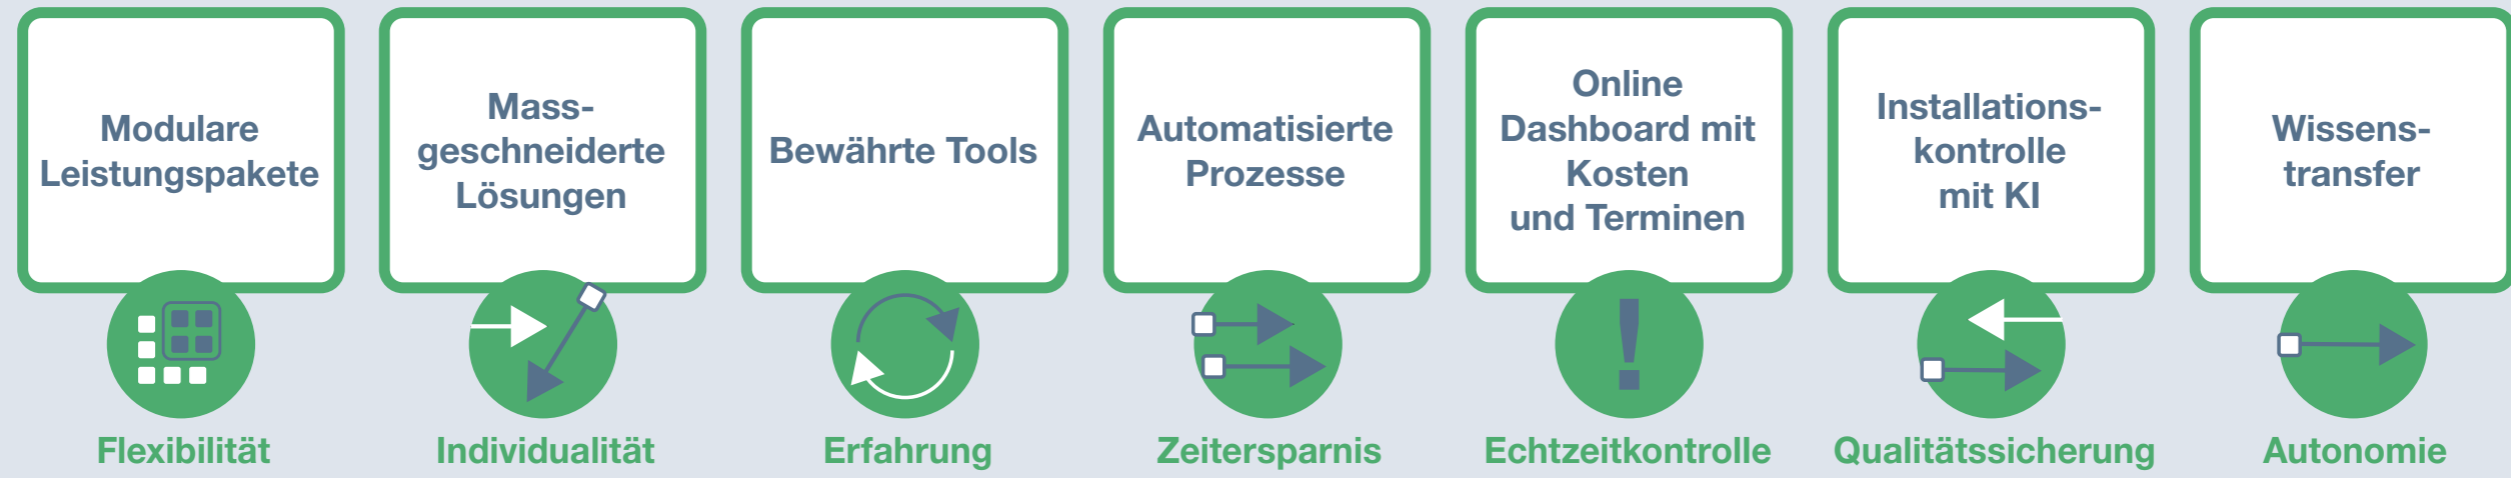 Modulare
Leistungspakete
Mass-
geschneiderte
Lösungen
Bewährte Tools
Automatisierte
Prozesse
Online
Dashboard mit
Kosten
und Terminen
Installations-
kontrolle
mit KI
Wissens-
transfer
!
Flexibilität
Individualität
Erfahrung
Zeitersparnis
Echtzeitkontrolle
Qualitätssicherung
Autonomie